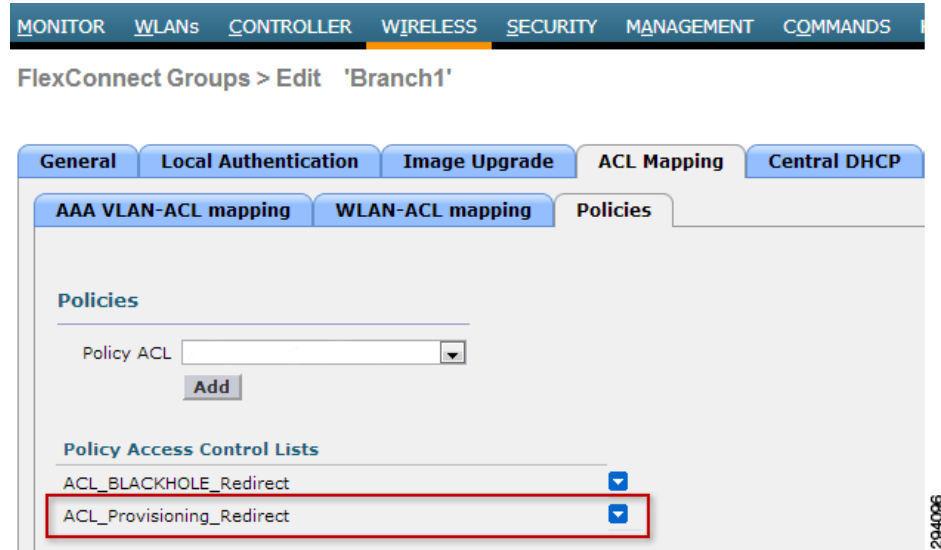 MONITOR WLANs CONTROLLER WIRELESS SECURITY MANAGEMENT COMMANDS
FlexConnect Groups > Edit 'Branch1'
General Local Authentication Image Upgrade ACL Mapping Central DHCP
AAA VLAN-ACL mapping WLAN-ACL mapping Policies
Policies
Policy ACL
Add
Policy Access Control Lists
ACL_BLACKHOLE_Redirect
ACL_Provisioning_Redirect
294096